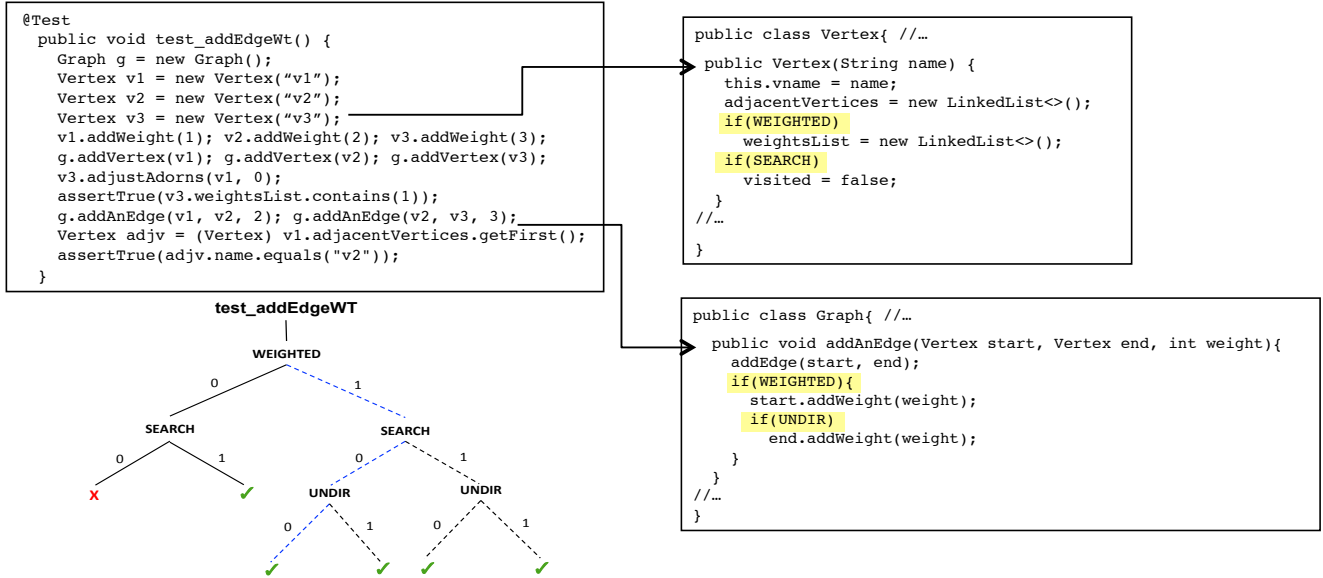 @Test
public void test_addEdgeWt() {
Graph g = new Graph();
Vertex v1 = new Vertex(“v1”);
Vertex v2 = new Vertex(“v2”);
Vertex v3 = new Vertex(“v3”);
v1.addWeight(1); v2.addWeight(2); v3.addWeight(3);
g.addVertex(v1); g.addVertex(v2); g.addVertex(v3);
v3.adjustAdorns(v1, 0);
assertTrue(v3.weightsList.contains(1));
g.addAnEdge(v1, v2, 2); g.addAnEdge(v2, v3, 3);
Vertex adjv = (Vertex) v1.adjacentVertices.getFirst();
assertTrue(adjv.name.equals("v2"));
}
public class Vertex{ //…
public Vertex(String name) {
this.vname = name;
adjacentVertices = new LinkedList<>();
if(WEIGHTED)
weightsList = new LinkedList<>();
if(SEARCH)
visited = false;
}
//…
}
public class Graph{ //…
public void addAnEdge(Vertex start, Vertex end, int weight){
addEdge(start, end);
if(WEIGHTED){
start.addWeight(weight);
if(UNDIR)
end.addWeight(weight);
}
}
//…
}
test_addEdgeWT
WEIGHTED
0 1
SEARCH SEARCH
0 1 0 1
x ✓ UNDIR UNDIR
0 1 0 1
✓ ✓ ✓ ✓